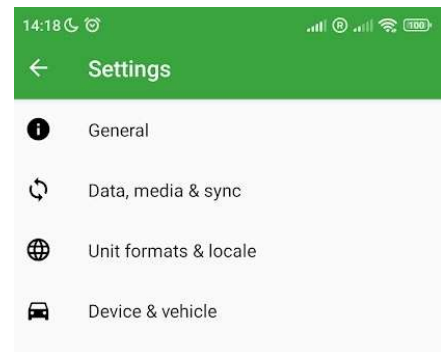 14:18 ® 100
Settings
General
Data, media & sync
Unit formats & locale
Device & vehicle